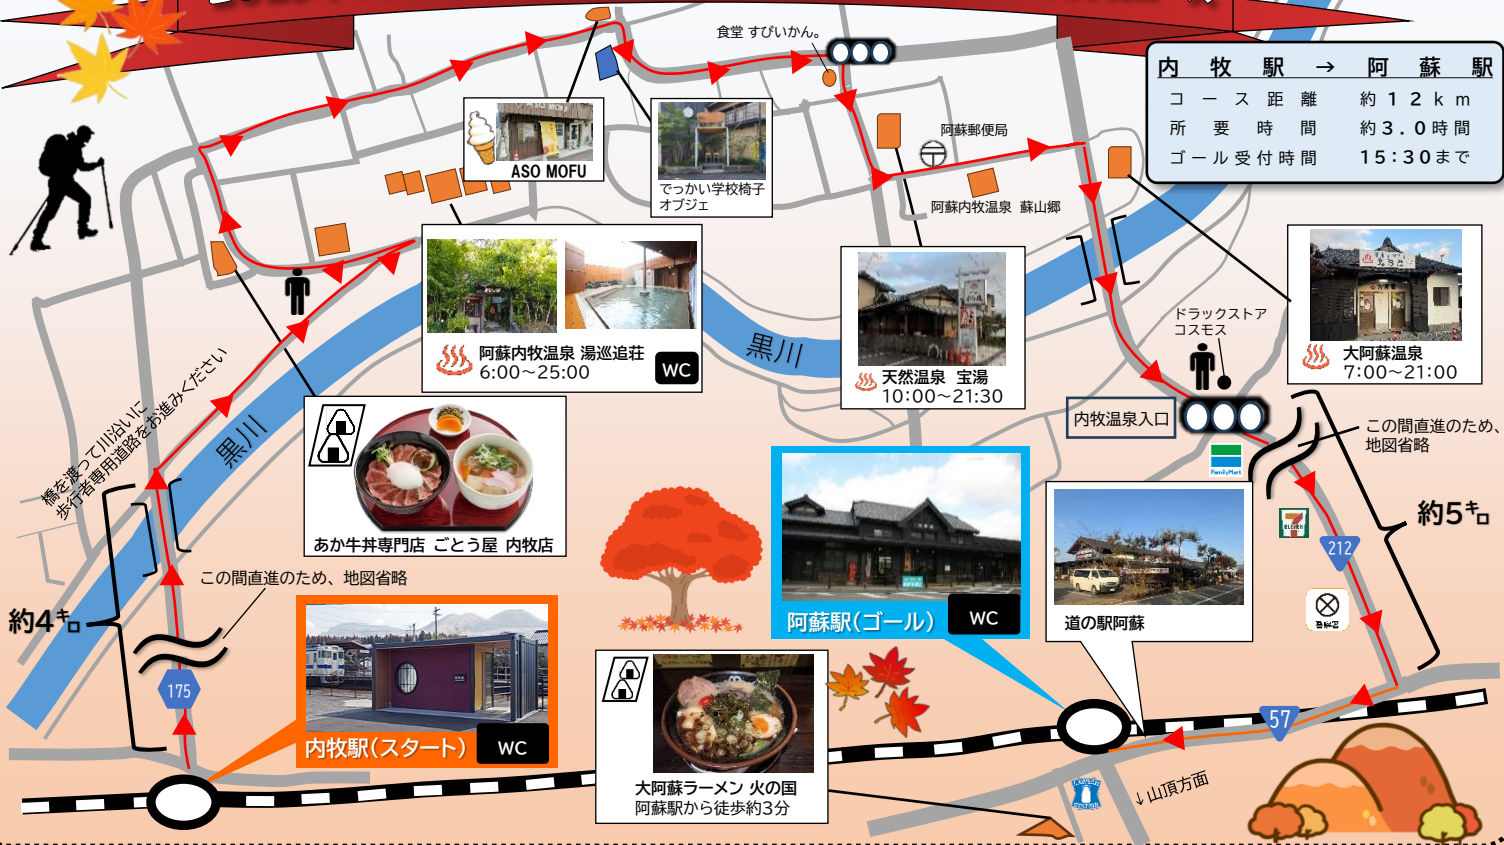 内牧駅→阿蘇駅
コース距離 約12km
所要時間 約3.0時間
ゴール受付時間 15:30まで
食堂 すぴいかん。
阿蘇郵便局
阿蘇内牧温泉 蘇山郷
ASO MOFU
ASO MOFU
でっかい学校椅子
オブジェ
阿蘇内牧温泉 湯巡追荘
6:00～25:00
WC
黒川
天然温泉 宝湯
10:00～21:30
ドラックストア
コスモス
大阿蘇温泉
7:00～21:00
内牧温泉入口
この間直進のため、
地図省略
FamilyMart
橋を渡って川沿いに
歩行者専用道路をお進みください
黒川
あか牛丼専門店 ごとう屋 内牧店
約5㌔
7
ELEVEN
212
この間直進のため、地図省略
約4㌔
175
内牧駅(スタート)
WC
阿蘇駅(ゴール)
WC
道の駅阿蘇
57
大阿蘇ラーメン 火の国
阿蘇駅から徒歩約3分
↓山頂方面